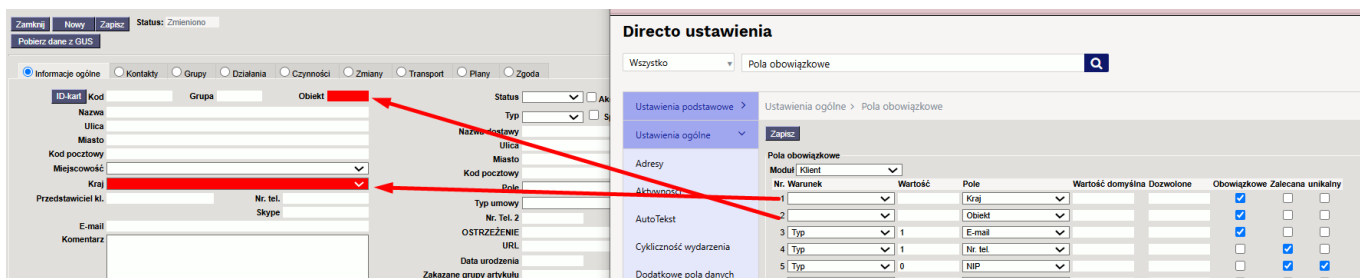 Zamknij Nowy Zapisz Status: Zmieniono
Pobierz dane z GUS
Informacje ogólne Kontakty Grupy Działania Czynności Zmiany Transport Plany Zgoda
ID-kart Kod Grupa Obiekt Status
Nazwa Typ
Ulica Nazwa dostawy
Miasto Ulica
Kod pocztowy Miasto
Miejscowość Kod pocztowy
Kraj Pole
Przedstawiciel kl. Nr. tel. Typ umowy
Skype Nr. Tel. 2
E-mail OSTRZEŻENIE
Komentarz URL
Data urodzenia
Zakazane grupy artykułu
Directo ustawienia
Wszystko Pola obowiązkowe
Ustawienia podstawowe >
Ustawienia ogólne
Adresy
Aktywności
AutoTekst
Cykliczność wydarzenia
Dodatkowe pola danych
Ustawienia ogólne > Pola obowiązkowe
Zapisz
Pola obowiązkowe
Moduł Klient
Nr. Warunek Wartość Pole Wartość domyślna Dozwolone Obowiązkowe Zalecana unikalny
1 Kraj
2 Obiekt
3 Typ 1 E-mail
4 Typ 1 Nr. tel.
5 Typ 0 NIP